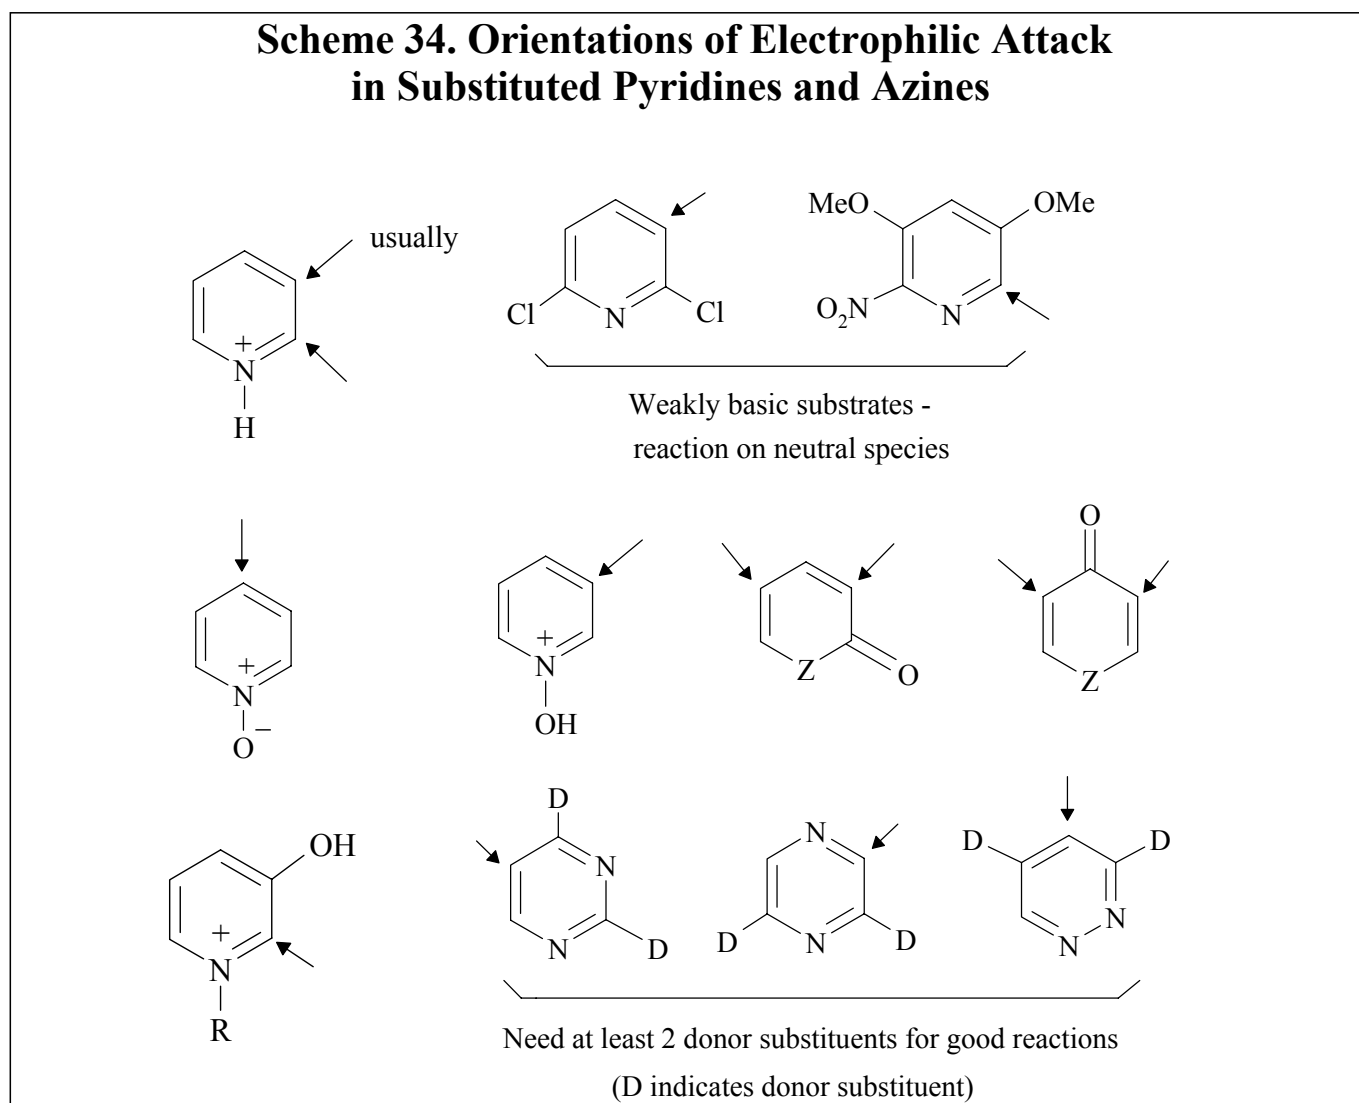 Scheme 34. Orientations of Electrophilic Attack
in Substituted Pyridines and Azines
usually
N
+
H
Cl
N
Cl
MeO
OMe
O₂N
N
Weakly basic substrates -
reaction on neutral species
N
+
O⁻
N
+
OH
Z
O
O
Z
OH
N
+
R
D
N
N
D
N
N
D
D
D
D
N
N
Need at least 2 donor substituents for good reactions
(D indicates donor substituent)